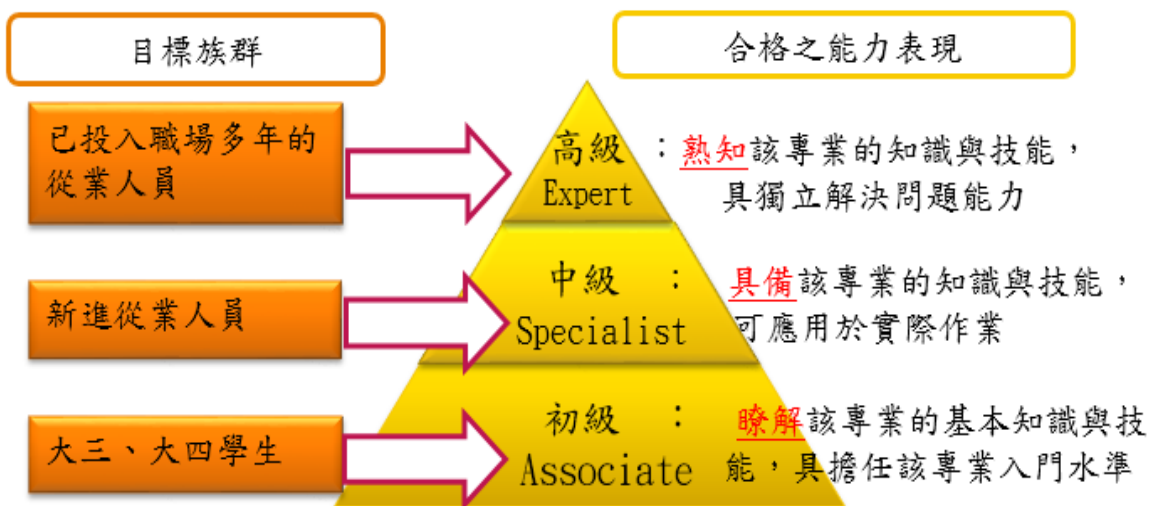 目標族群
合格之能力表現
已投入職場多年的
從業人員
高級 ：熟知該專業的知識與技能，
Expert 具獨立解決問題能力
新進從業人員
中級 ： 具備該專業的知識與技能，
Specialist 可應用於實際作業
大三、大四學生
初級 ： 瞭解該專業的基本知識與技
Associate 能，具擔任該專業入門水準